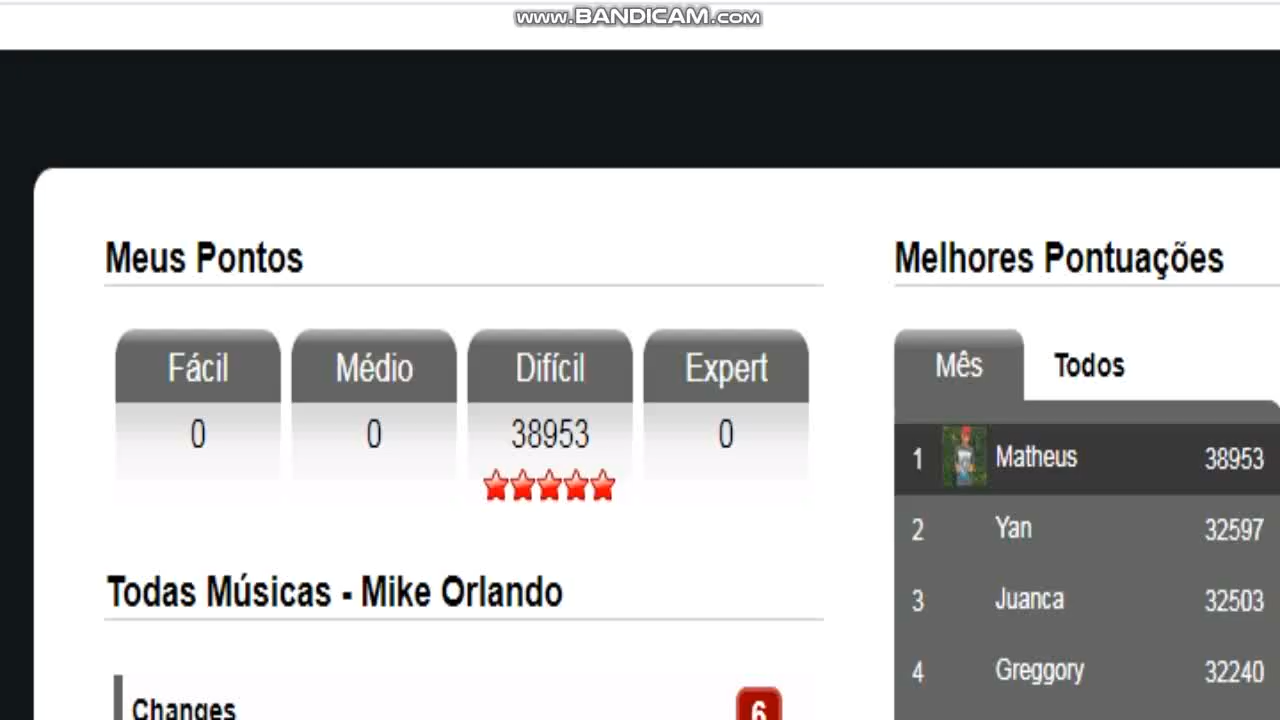 www.BANDICAM.com
Meus Pontos
Fácil Médio Difícil Expert
0 0 38953 0
Todas Músicas - Mike Orlando
Changes 6
Melhores Pontuações
Mês Todos
1 Matheus 38953
2 Yan 32597
3 Juanca 32503
4 Greggory 32240